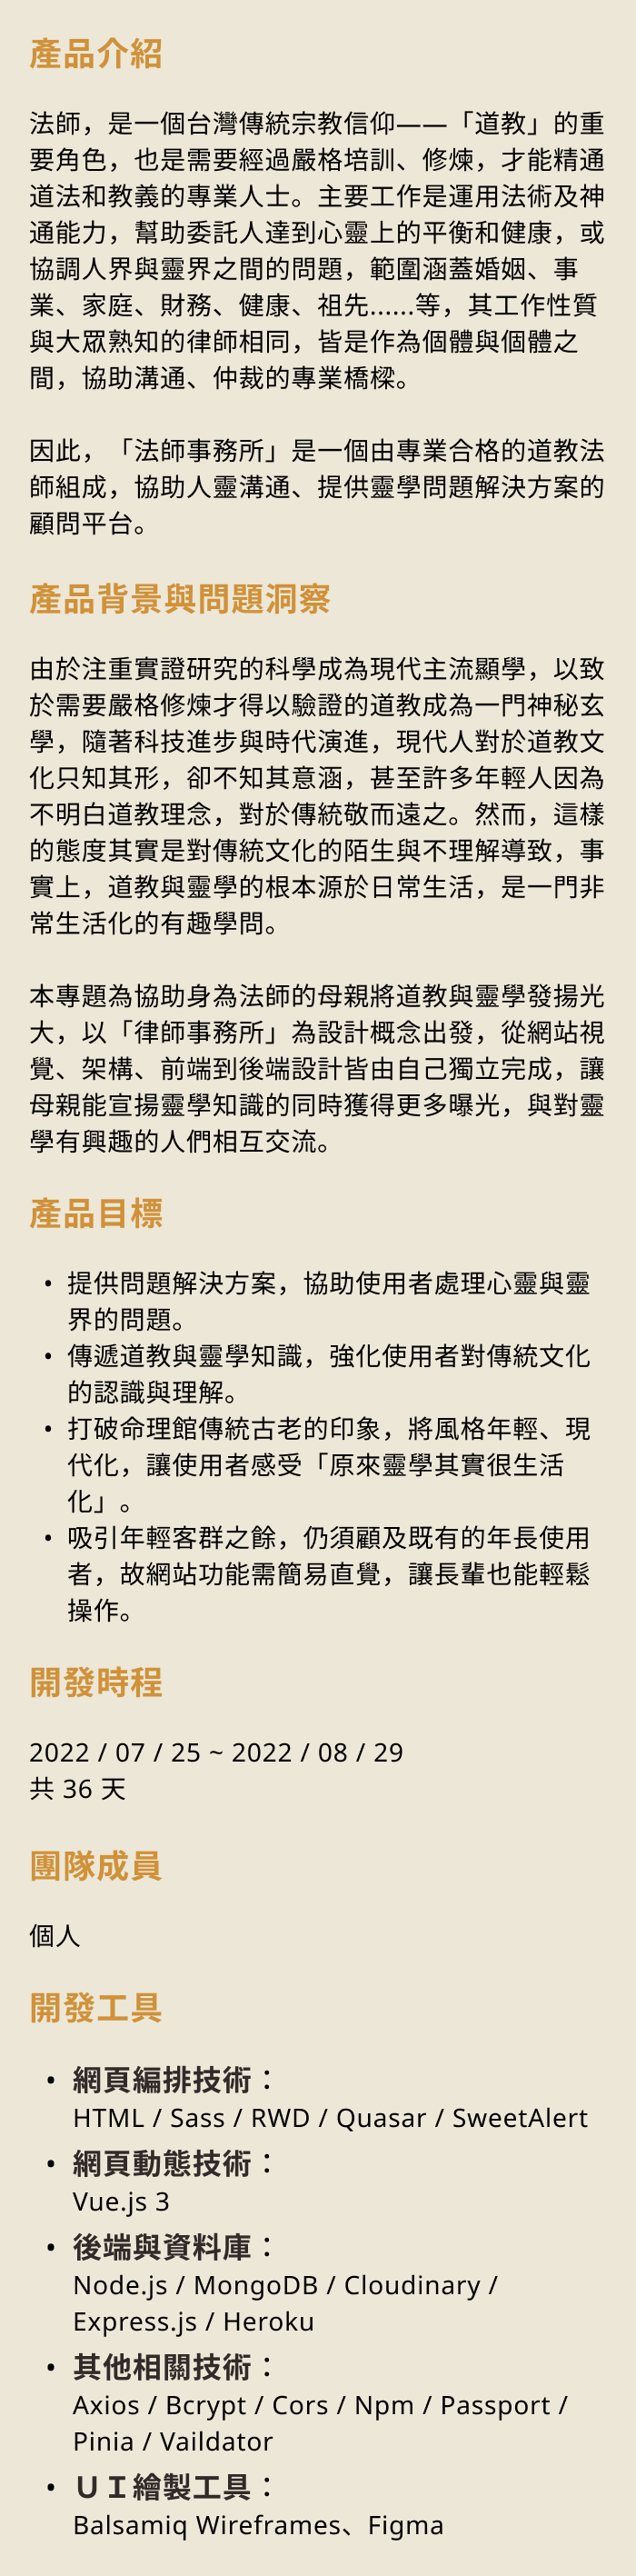 產品介紹
法師，是一個台灣傳統宗教信仰——「道教」的重
要角色，也是需要經過嚴格培訓、修煉，才能精通
道法和教義的專業人士。主要工作是運用法術及神
通能力，幫助委託人達到心靈上的平衡和健康，或
協調人界與靈界之間的問題，範圍涵蓋婚姻、事
業、家庭、財務、健康、祖先......等，其工作性質
與大眾熟知的律師相同，皆是作為個體與個體之
間，協助溝通、仲裁的專業橋樑。
因此，「法師事務所」是一個由專業合格的道教法
師組成，協助人靈溝通、提供靈學問題解決方案的
顧問平台。
產品背景與問題洞察
由於注重實證研究的科學成為現代主流顯學，以致
於需要嚴格修煉才得以驗證的道教成為一門神秘玄
學，隨著科技進步與時代演進，現代人對於道教文
化只知其形，卻不知其意涵，甚至許多年輕人因為
不明白道教理念，對於傳統敬而遠之。然而，這樣
的態度其實是對傳統文化的陌生與不理解導致，事
實上，道教與靈學的根本源於日常生活，是一門非
常生活化的有趣學問。
本專題為協助身為法師的母親將道教與靈學發揚光
大，以「律師事務所」為設計概念出發，從網站視
覺、架構、前端到後端設計皆由自己獨立完成，讓
母親能宣揚靈學知識的同時獲得更多曝光，與對靈
學有興趣的人們相互交流。
產品目標
• 提供問題解決方案，協助使用者處理心靈與靈
界的問題。
• 傳遞道教與靈學知識，強化使用者對傳統文化
的認識與理解。
• 打破命理館傳統古老的印象，將風格年輕、現
代化，讓使用者感受「原來靈學其實很生活
化」。
• 吸引年輕客群之餘，仍須顧及既有的年長使用
者，故網站功能需簡易直覺，讓長輩也能輕鬆
操作。
開發時程
2022 / 07 / 25 ~ 2022 / 08 / 29
共 36 天
團隊成員
個人
開發工具
• 網頁編排技術：
HTML / Sass / RWD / Quasar / SweetAlert
• 網頁動態技術：
Vue.js 3
• 後端與資料庫：
Node.js / MongoDB / Cloudinary /
Express.js / Heroku
• 其他相關技術：
Axios / Bcrypt / Cors / Npm / Passport /
Pinia / Vaildator
• ＵＩ繪製工具：
Balsamiq Wireframes、Figma